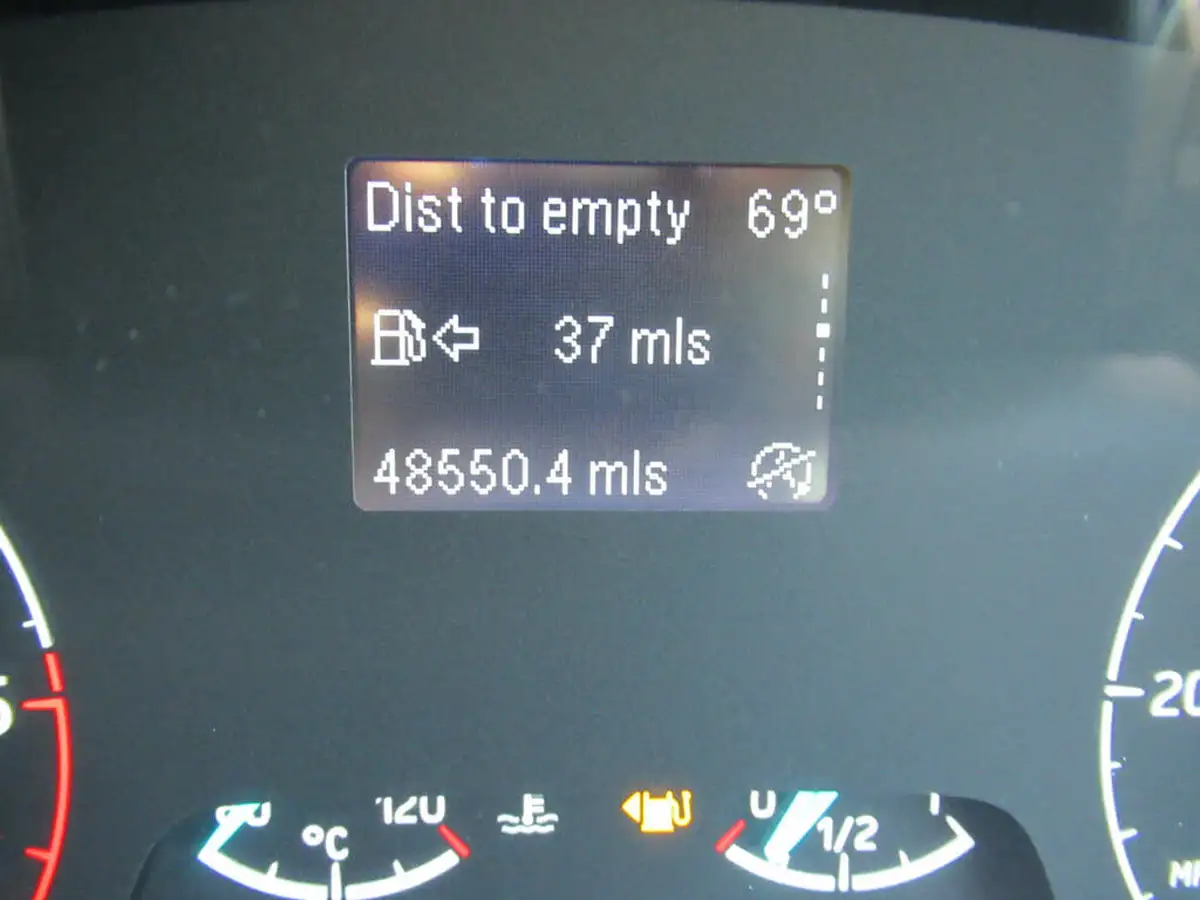 Dist to empty 69°
37 mls
48550.4 mls
20
120
°C
0
1/2
1